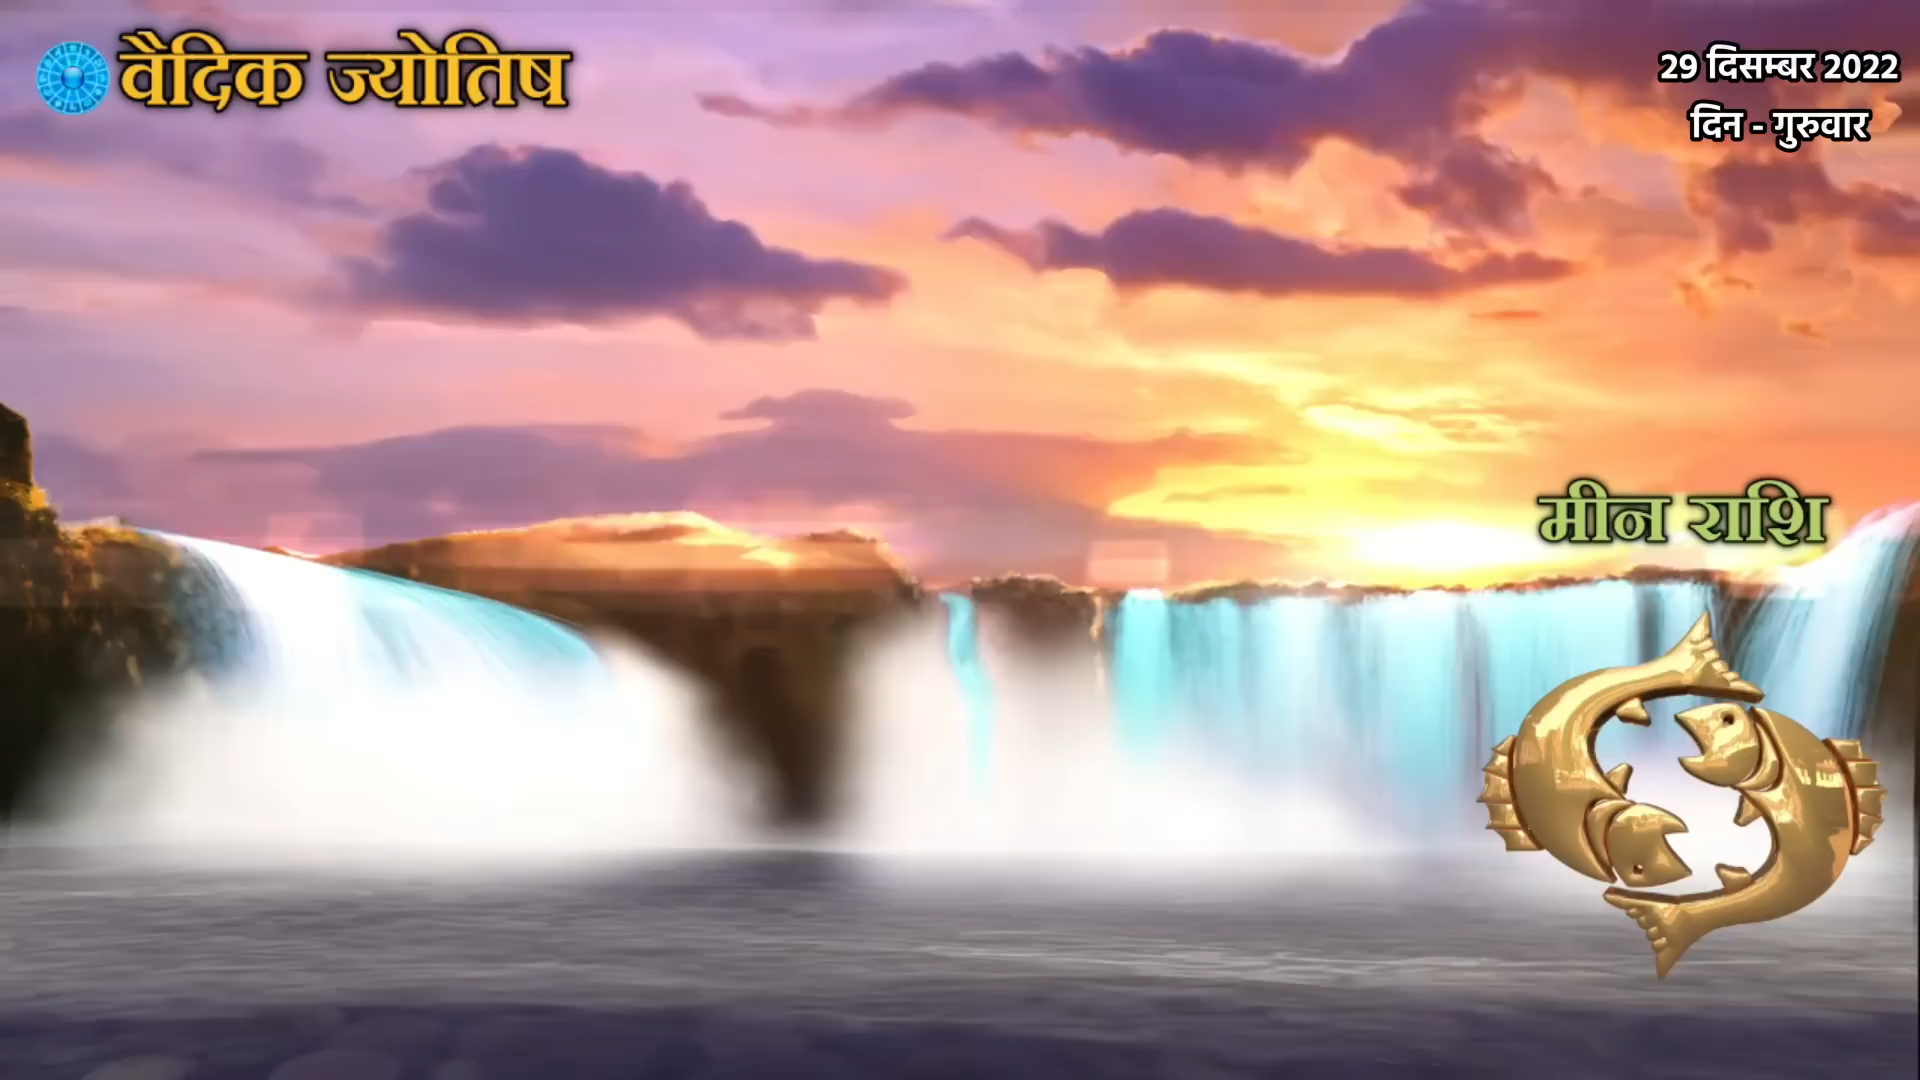 वैदिक ज्योतिष
29 दिसम्बर 2022
दिन - गुरुवार
मीन राशि